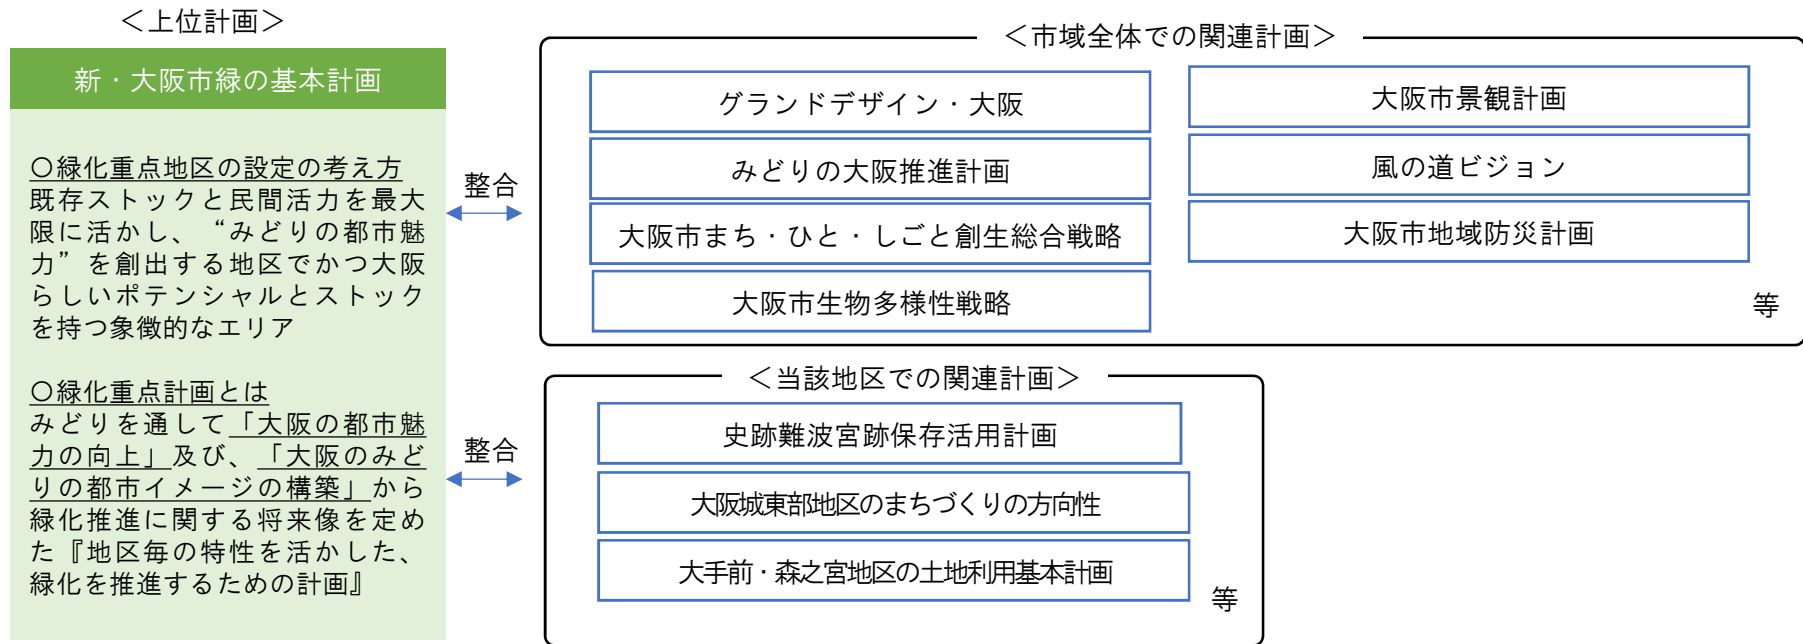 ＜上位計画＞
新・大阪市緑の基本計画
〇緑化重点地区の設定の考え方
既存ストックと民間活力を最大
限に活かし、“みどりの都市魅
力”を創出する地区でかつ大阪
らしいポテンシャルとストック
を持つ象徴的なエリア
〇緑化重点計画とは
みどりを通して「大阪の都市魅
力の向上」及び、「大阪のみど
りの都市イメージの構築」から
緑化推進に関する将来像を定め
た『地区毎の特性を活かした、
緑化を推進するための計画』
整合
整合
＜市域全体での関連計画＞
グランドデザイン・大阪
みどりの大阪推進計画
大阪市まち・ひと・しごと創生総合戦略
大阪市生物多様性戦略
大阪市景観計画
風の道ビジョン
大阪市地域防災計画
等
＜当該地区での関連計画＞
史跡難波宮跡保存活用計画
大阪城東部地区のまちづくりの方向性
大手前・森之宮地区の土地利用基本計画
等